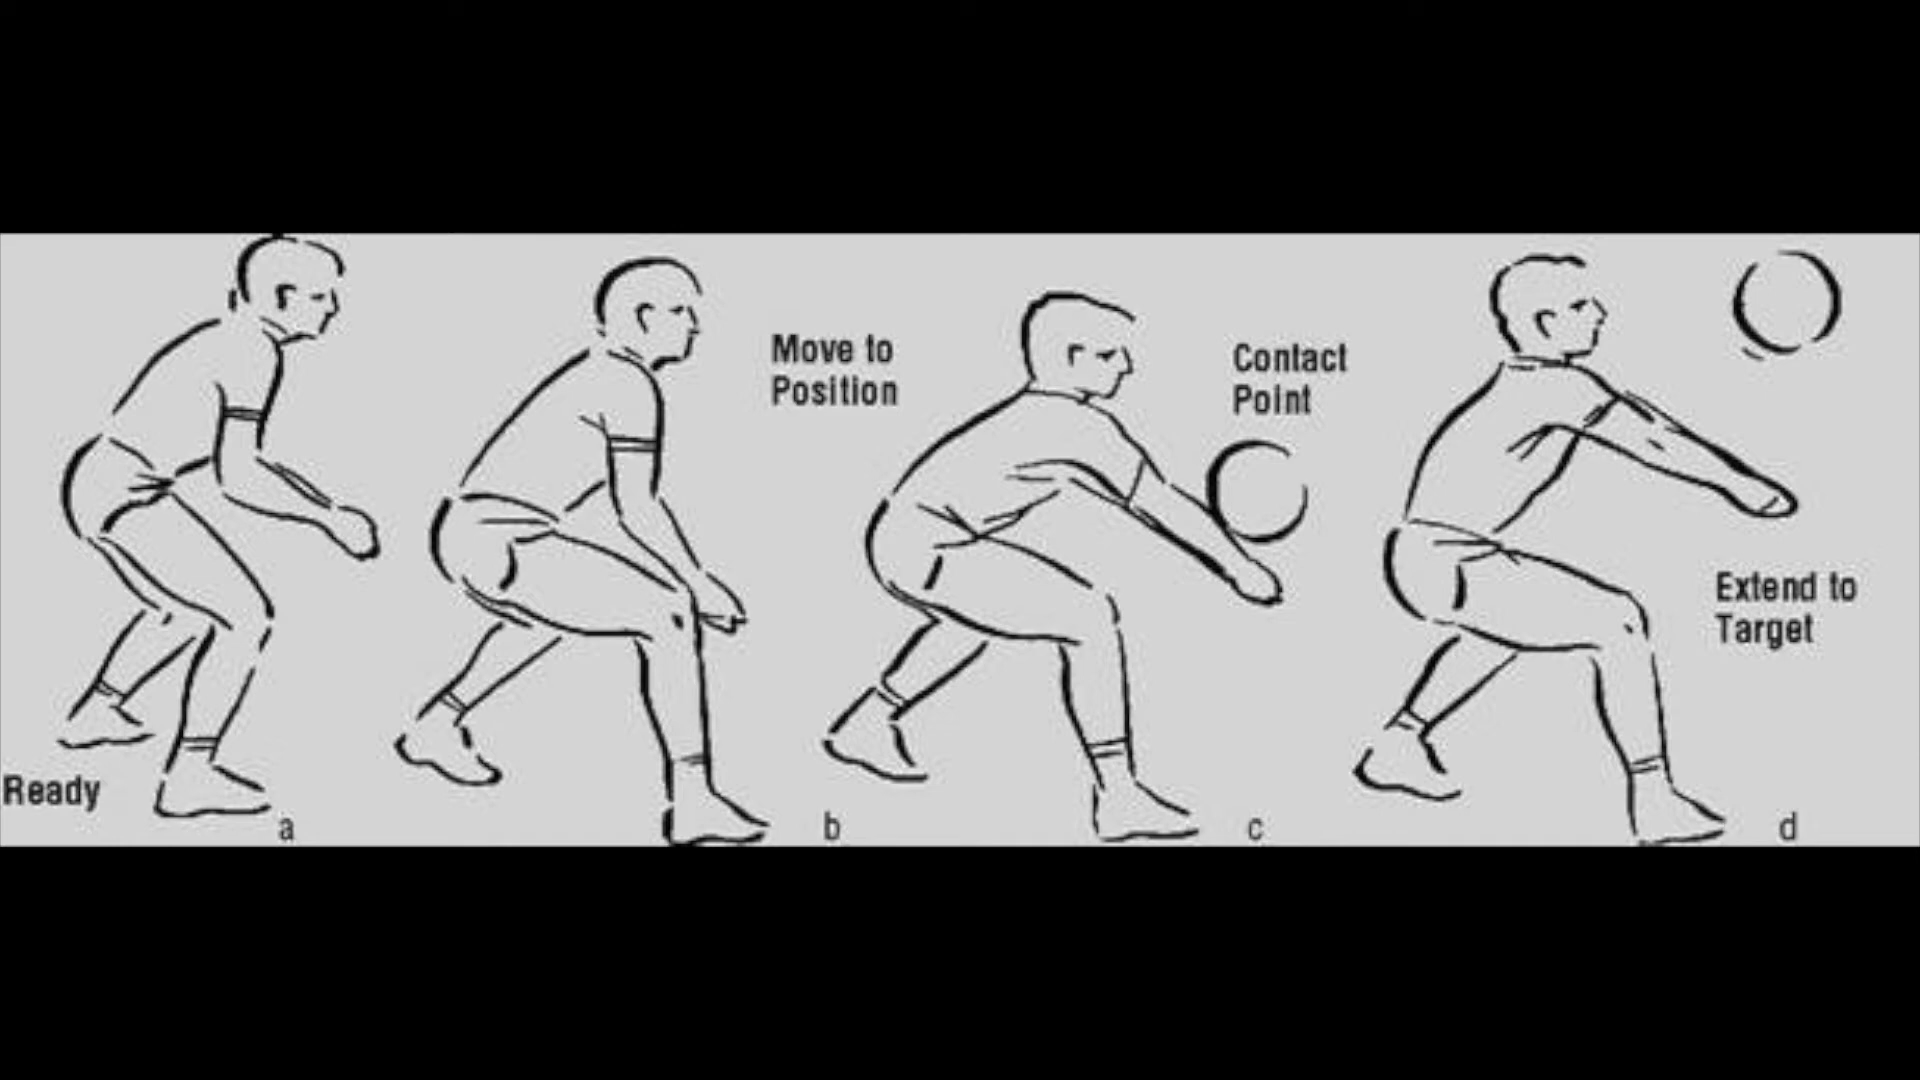 Ready
a
Move to
Position
b
Contact
Point
c
Extend to
Target
d